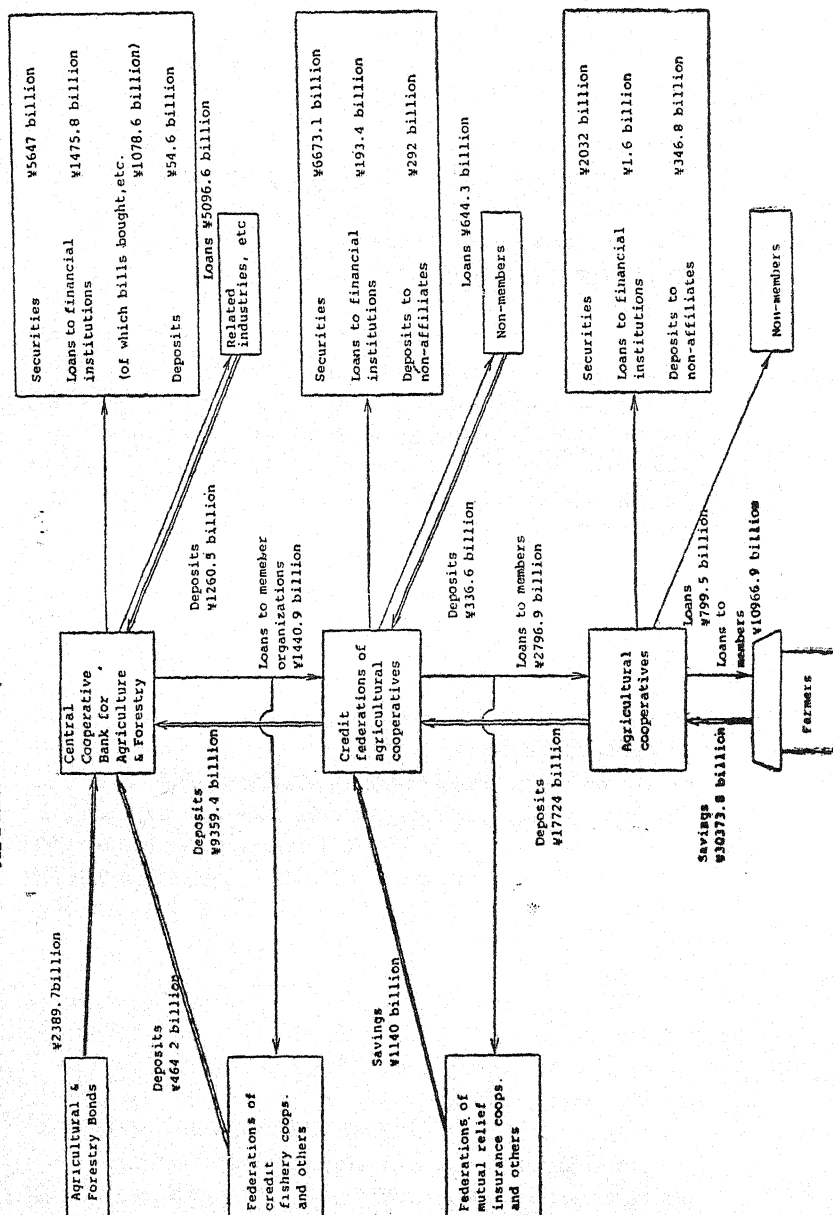 Agricultural &
Forestry Bonds
¥2389.7billion
Central
Cooperative
Bank for
Agriculture
& Forestry
Securities ¥5647 billion
Loans to financial
institutions ¥1475.8 billion
(of which bills bought,etc.
¥1078.6 billion)
Deposits ¥54.6 billion
Deposits
¥464 2 billion
Federations of
credit
fishery coops.
and others
Deposits
¥9359.4 billion
Loans to memeber
organizations
¥1440.9 billion
Deposits
¥1260.5 billion
Loans ¥5096.6 billion
Related
industries, etc
Credit
federations of
agricultural
cooperatives
Securities ¥6673.1 billion
Loans to financial
institutions ¥193.4 billion
Deposits to
non-affiliates ¥292 billion
Savings
¥1140 billion
Federations of
mutual relief
insurance coops.
and others
Deposits
¥17724 billion
Loans to members
¥2796.9 billion
Deposits
¥336.6 billion
Loans ¥644.3 billion
Non-members
Agricultural
cooperatives
Securities ¥2032 billion
Loans to financial
institutions ¥1.6 billion
Deposits to
non-affiliates ¥346.8 billion
Savings
¥30373.8 billion
Loans to
members
¥10966.9 billion
Loans
¥799.5 billion
Non-members
Farmers